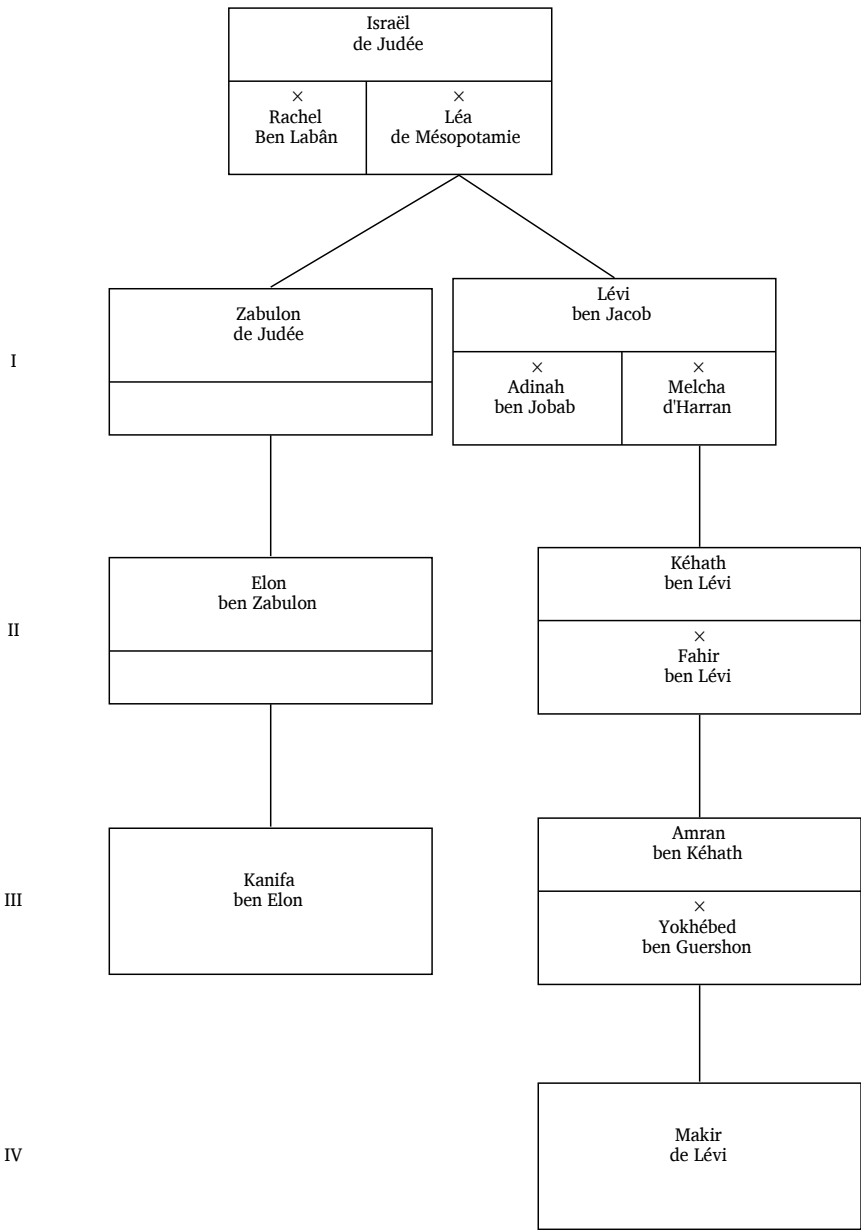 Israël
de Judée
×
Rachel
Ben Labân
×
Léa
de Mésopotamie
I
Zabulon
de Judée
Lévi
ben Jacob
×
Adinah
ben Jobab
×
Melcha
d'Harran
II
Elon
ben Zabulon
Kéhath
ben Lévi
×
Fahir
ben Lévi
III
Kanifa
ben Elon
Amran
ben Kéhath
×
Yokhébed
ben Guershon
IV
Makir
de Lévi